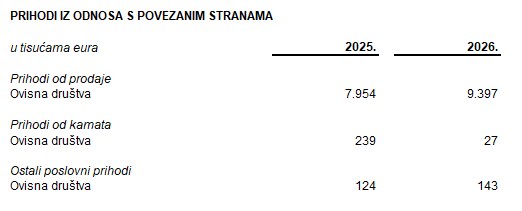 PRIHODI IZ ODNOSA S POVEZANIM STRANAMA
u tisućama eura 2025. 2026.
Prihodi od prodaje
Ovisna društva 7.954 9.397
Prihodi od kamata
Ovisna društva 239 27
Ostali poslovni prihodi
Ovisna društva 124 143